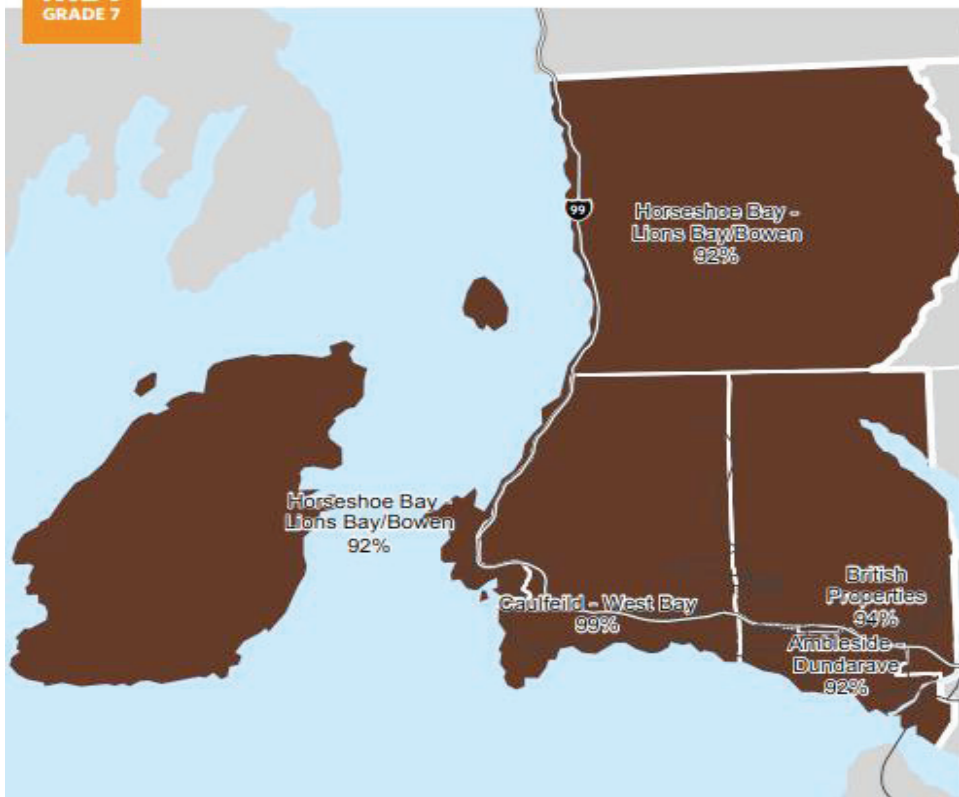 GRADE 7
99
Horseshoe Bay -
Lions Bay/Bowen
92%
Horseshoe Bay -
Lions Bay/Bowen
92%
Caulfeild - West Bay
99%
British
Properties
94%
Ambleside -
Dundarave
92%